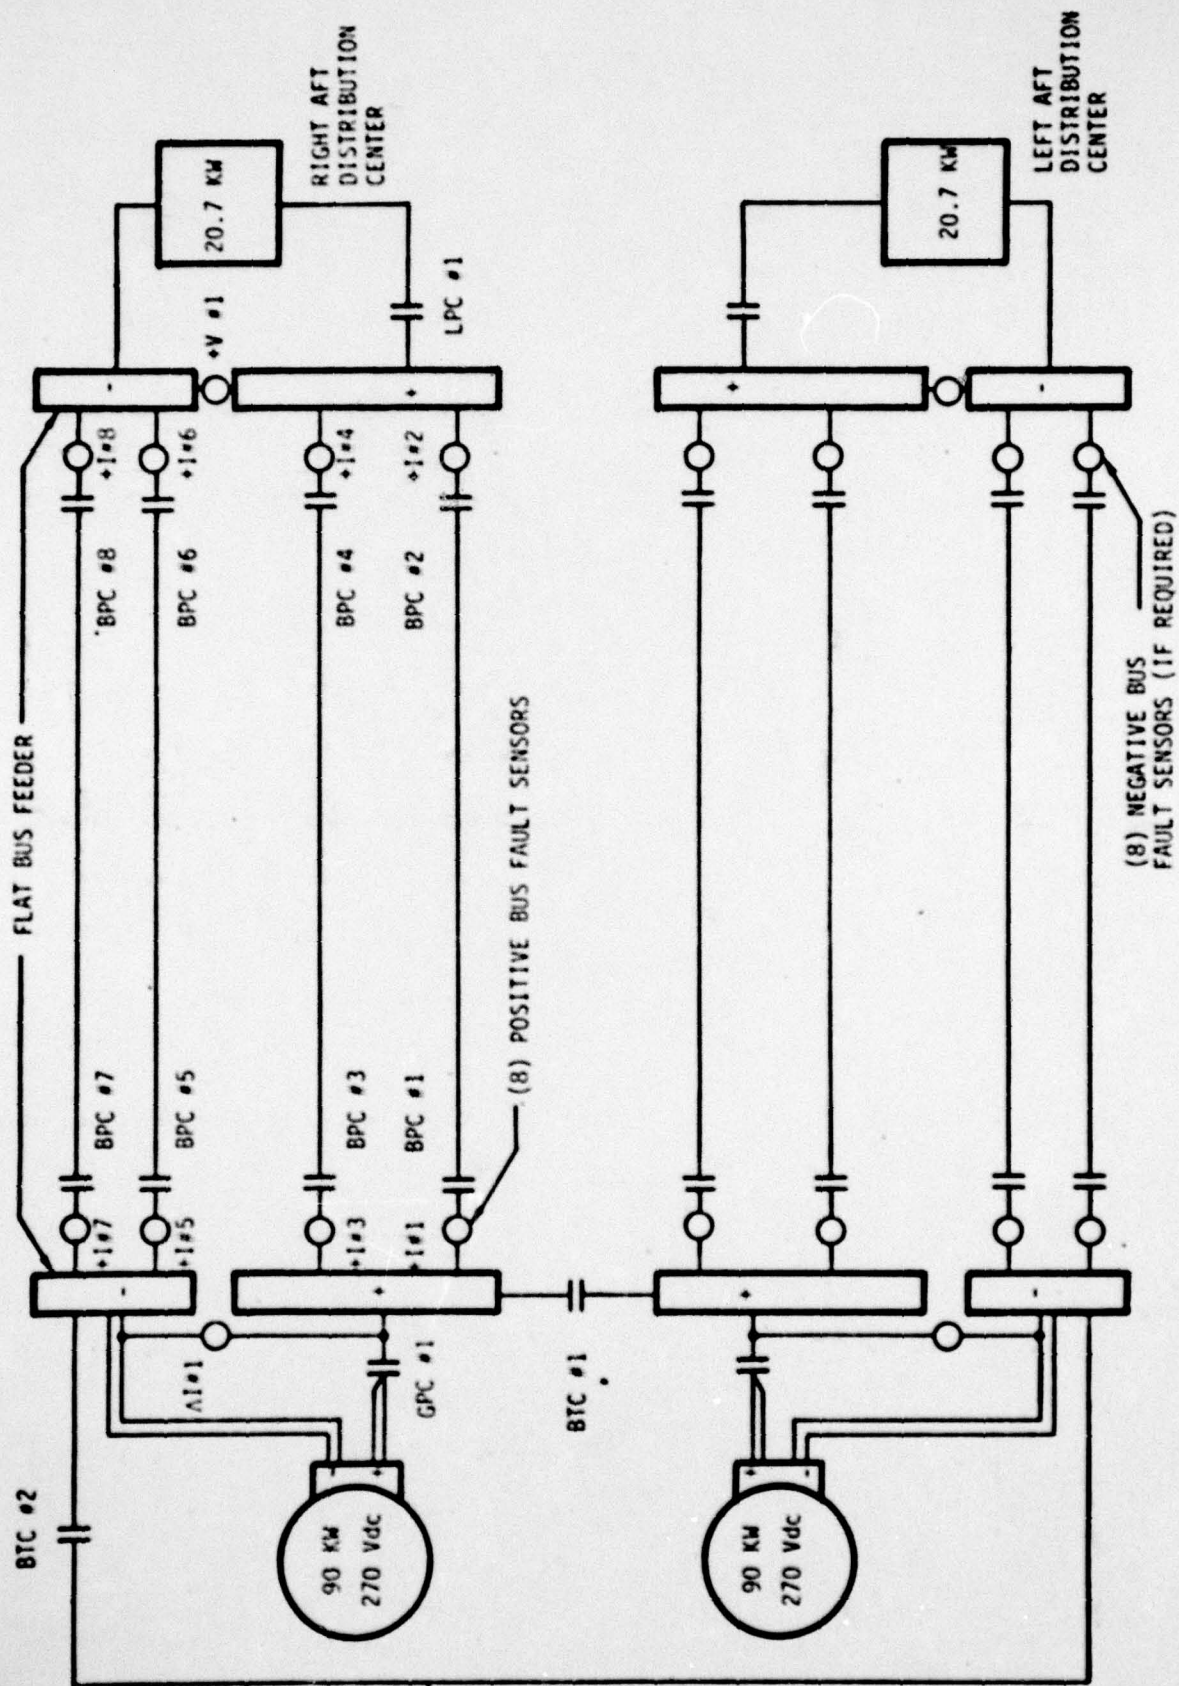 FLAT BUS FEEDER
BTC #2
BPC #7
BPC #8
+I#7
+I#8
-
-
BPC #5
BPC #6
+I#5
+I#6
ΛI#1
+V #1
20.7 KW
RIGHT AFT
DISTRIBUTION
CENTER
-
+
90 KW
270 Vdc
BPC #3
BPC #4
+I#3
+I#4
+
+
GPC #1
LPC #1
BPC #1
BPC #2
+I#1
+I#2
(8) POSITIVE BUS FAULT SENSORS
BTC #1
+
+
+
-
90 KW
270 Vdc
20.7 KW
LEFT AFT
DISTRIBUTION
CENTER
-
-
(8) NEGATIVE BUS
FAULT SENSORS (IF REQUIRED)